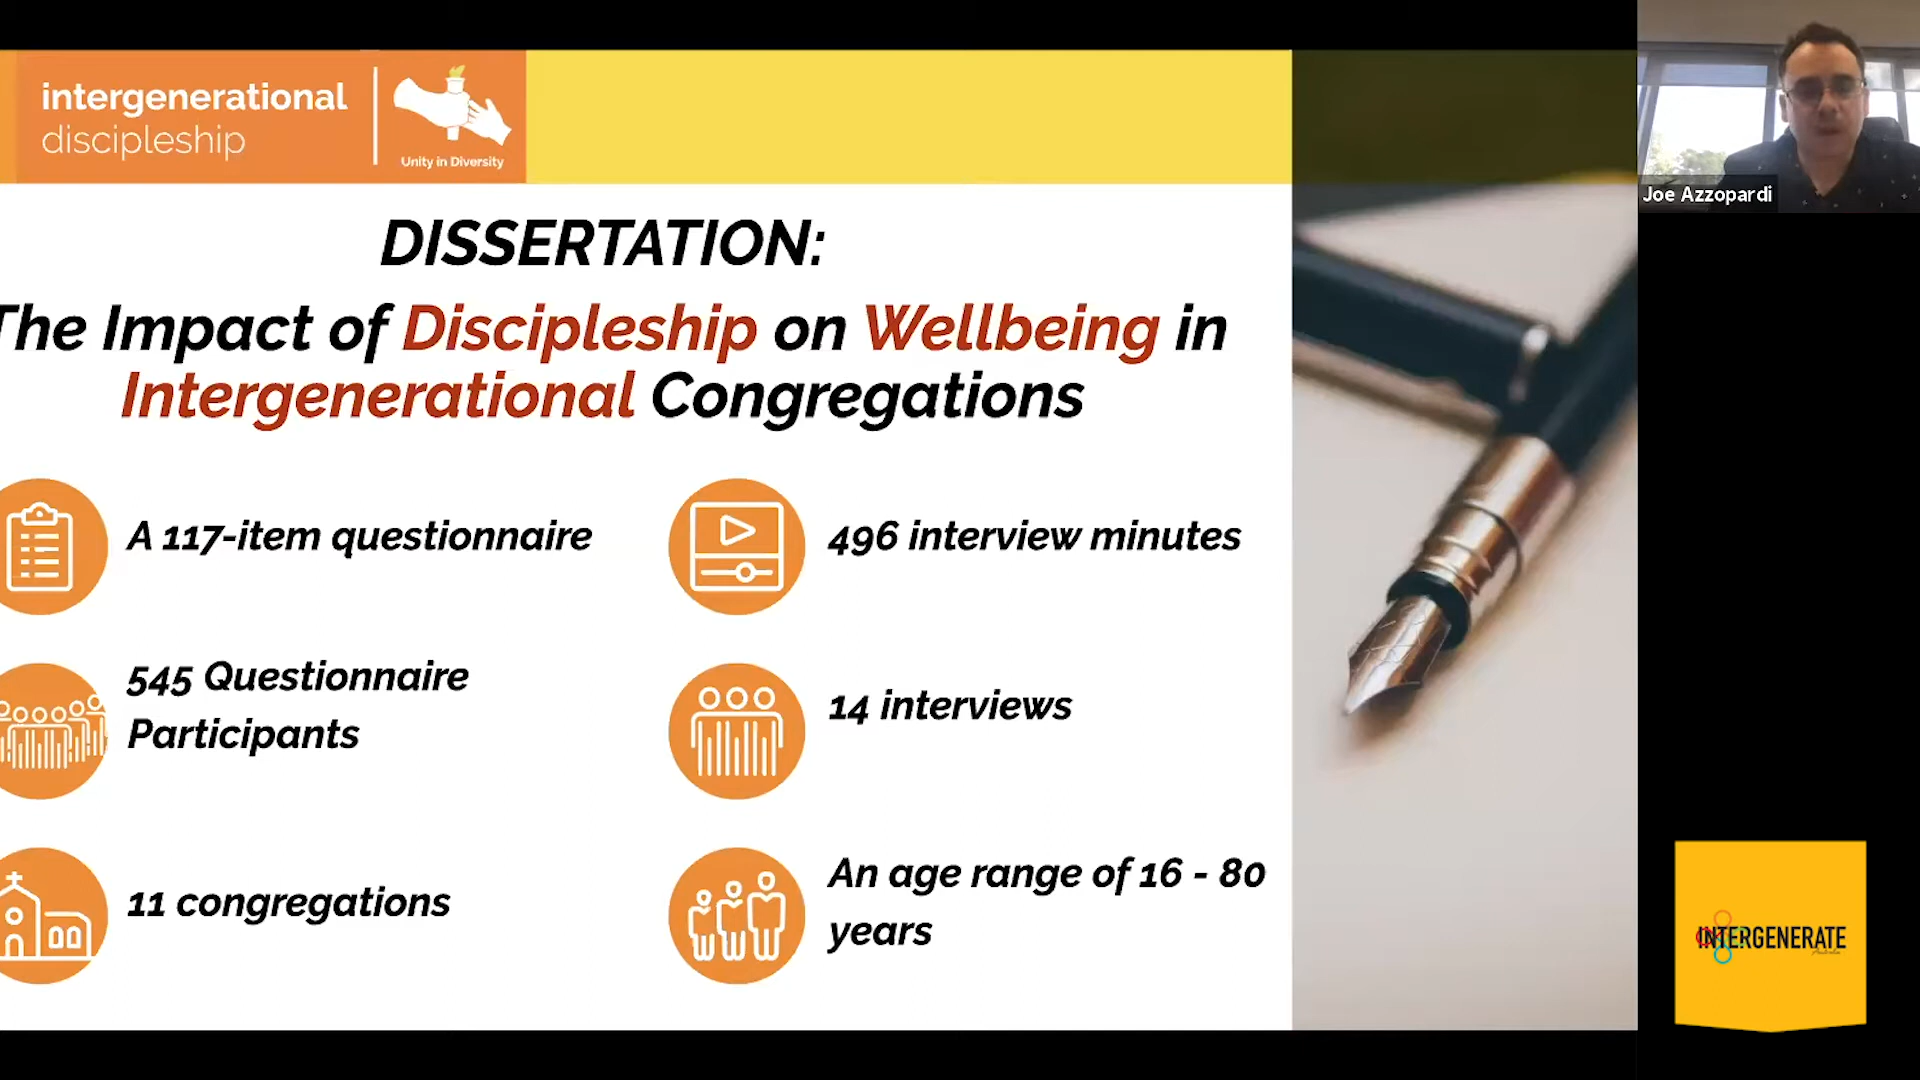 intergenerational
discipleship
Unity in Diversity
Joe Azzopardi
DISSERTATION:
The Impact of Discipleship on Wellbeing in
Intergenerational Congregations
A 117-item questionnaire
496 interview minutes
545 Questionnaire
Participants
14 interviews
11 congregations
An age range of 16 - 80
years
INTERGENERATE
Australia